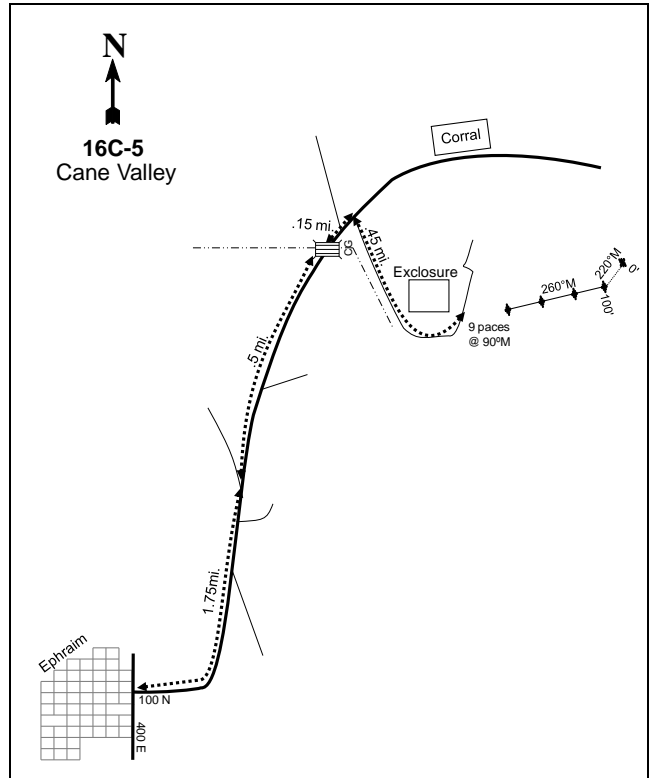 N
16C-5
Cane Valley
Corral
.15 mi.
cg
.45 mi.
Exclosure
220°M
0'
260°M
100'
9 paces
@ 90ºM
.5 mi.
1.75mi.
Ephraim
100 N
400 E